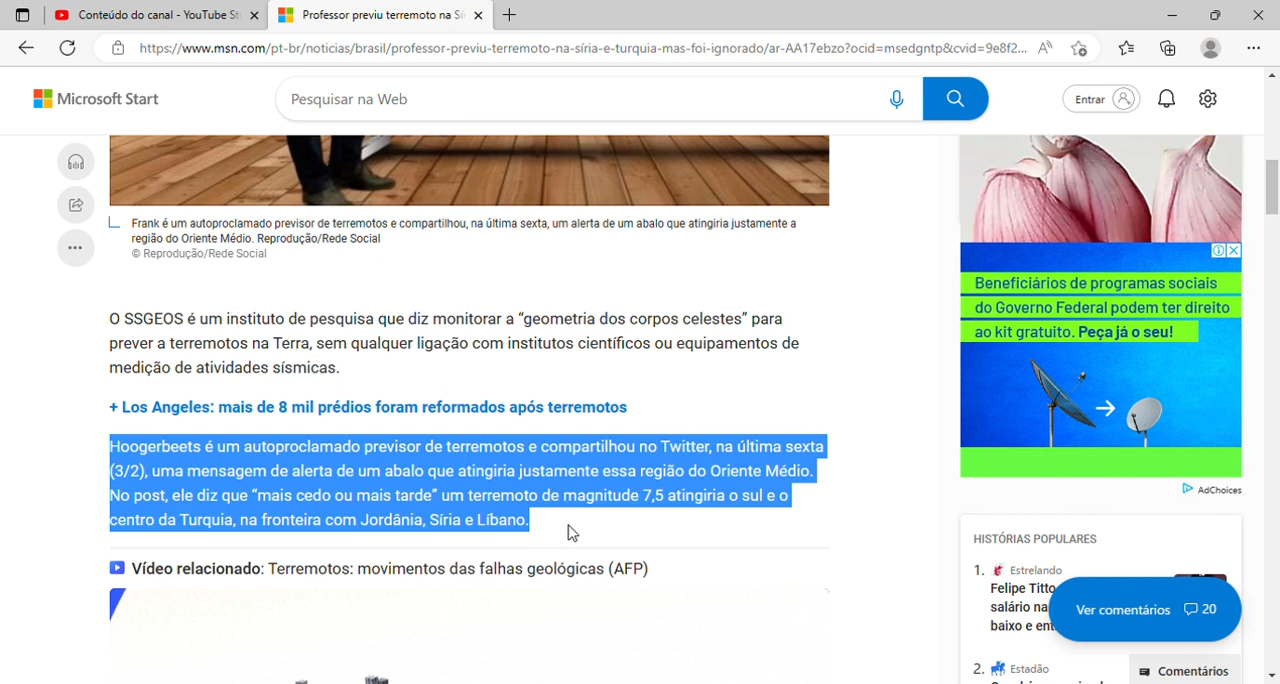 Conteúdo do canal - YouTube St
Professor previu terremoto na Sí
https://www.msn.com/pt-br/noticias/brasil/professor-previu-terremoto-na-síria-e-turquia-mas-foi-ignorado/ar-AA17ebzo?ocid=msedgntp&cvid=9e8f2...
Microsoft Start
Pesquisar na Web
Entrar
Frank é um autoproclamado previsor de terremotos e compartilhou, na última sexta, um alerta de um abalo que atingiria justamente a
região do Oriente Médio. Reprodução/Rede Social
© Reprodução/Rede Social
O SSGEOS é um instituto de pesquisa que diz monitorar a “geometria dos corpos celestes” para
prever a terremotos na Terra, sem qualquer ligação com institutos científicos ou equipamentos de
medição de atividades sísmicas.
+ Los Angeles: mais de 8 mil prédios foram reformados após terremotos
Hoogerbeets é um autoproclamado previsor de terremotos e compartilhou no Twitter, na última sexta
(3/2), uma mensagem de alerta de um abalo que atingiria justamente essa região do Oriente Médio.
No post, ele diz que “mais cedo ou mais tarde” um terremoto de magnitude 7,5 atingiria o sul e o
centro da Turquia, na fronteira com Jordânia, Síria e Líbano.
Vídeo relacionado: Terremotos: movimentos das falhas geológicas (AFP)
Beneficiários de programas sociais
do Governo Federal podem ter direito
ao kit gratuito. Peça já o seu!
AdChoices
HISTÓRIAS POPULARES
1. Estrelando
Felipe Titto
salário na
baixo e ent
Ver comentários 20
2. Estadão
Comentários